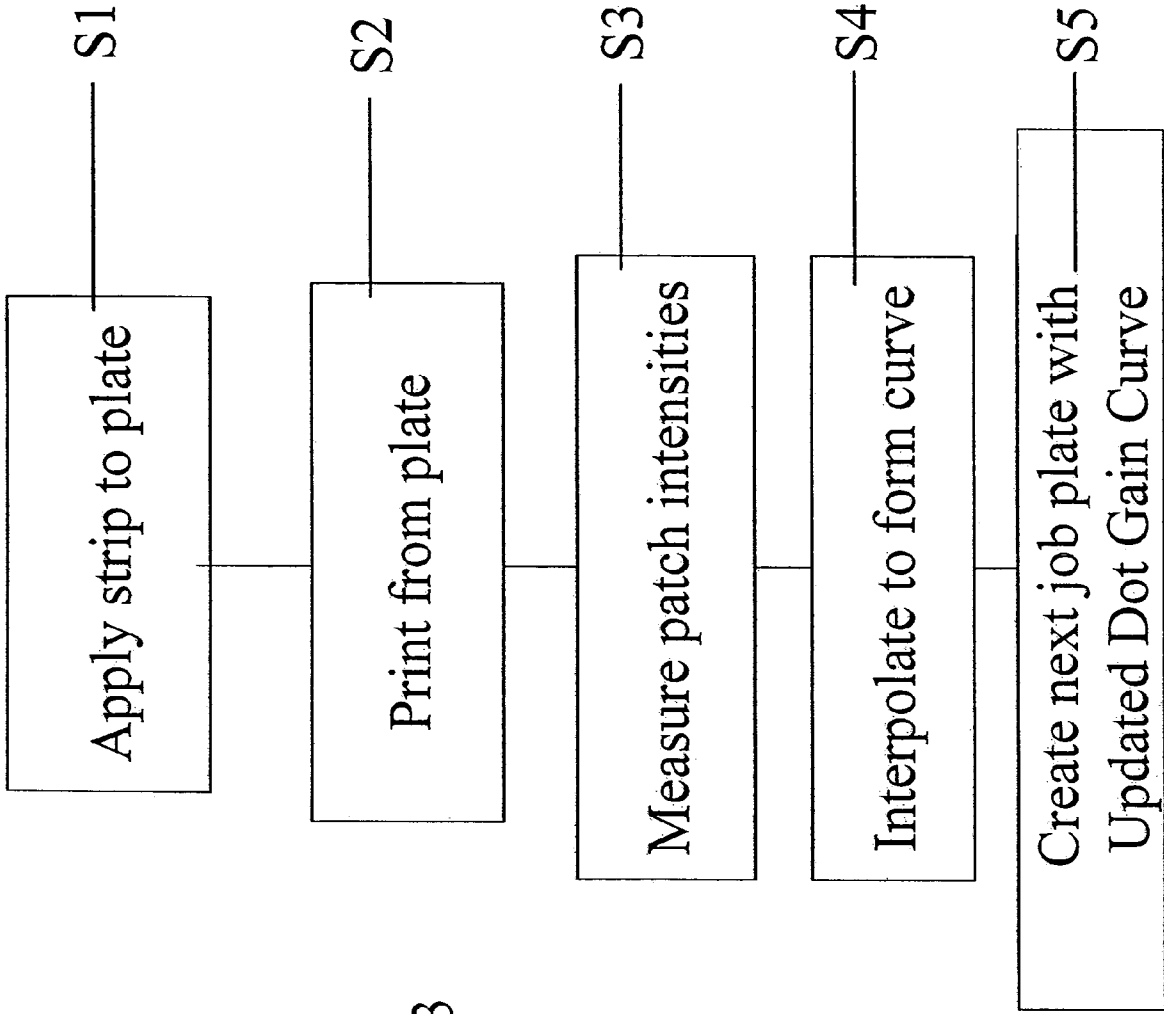 Apply strip to plate
S1
Print from plate
S2
Measure patch intensities
S3
Interpolate to form curve
S4
Create next job plate with
Updated Dot Gain Curve
S5